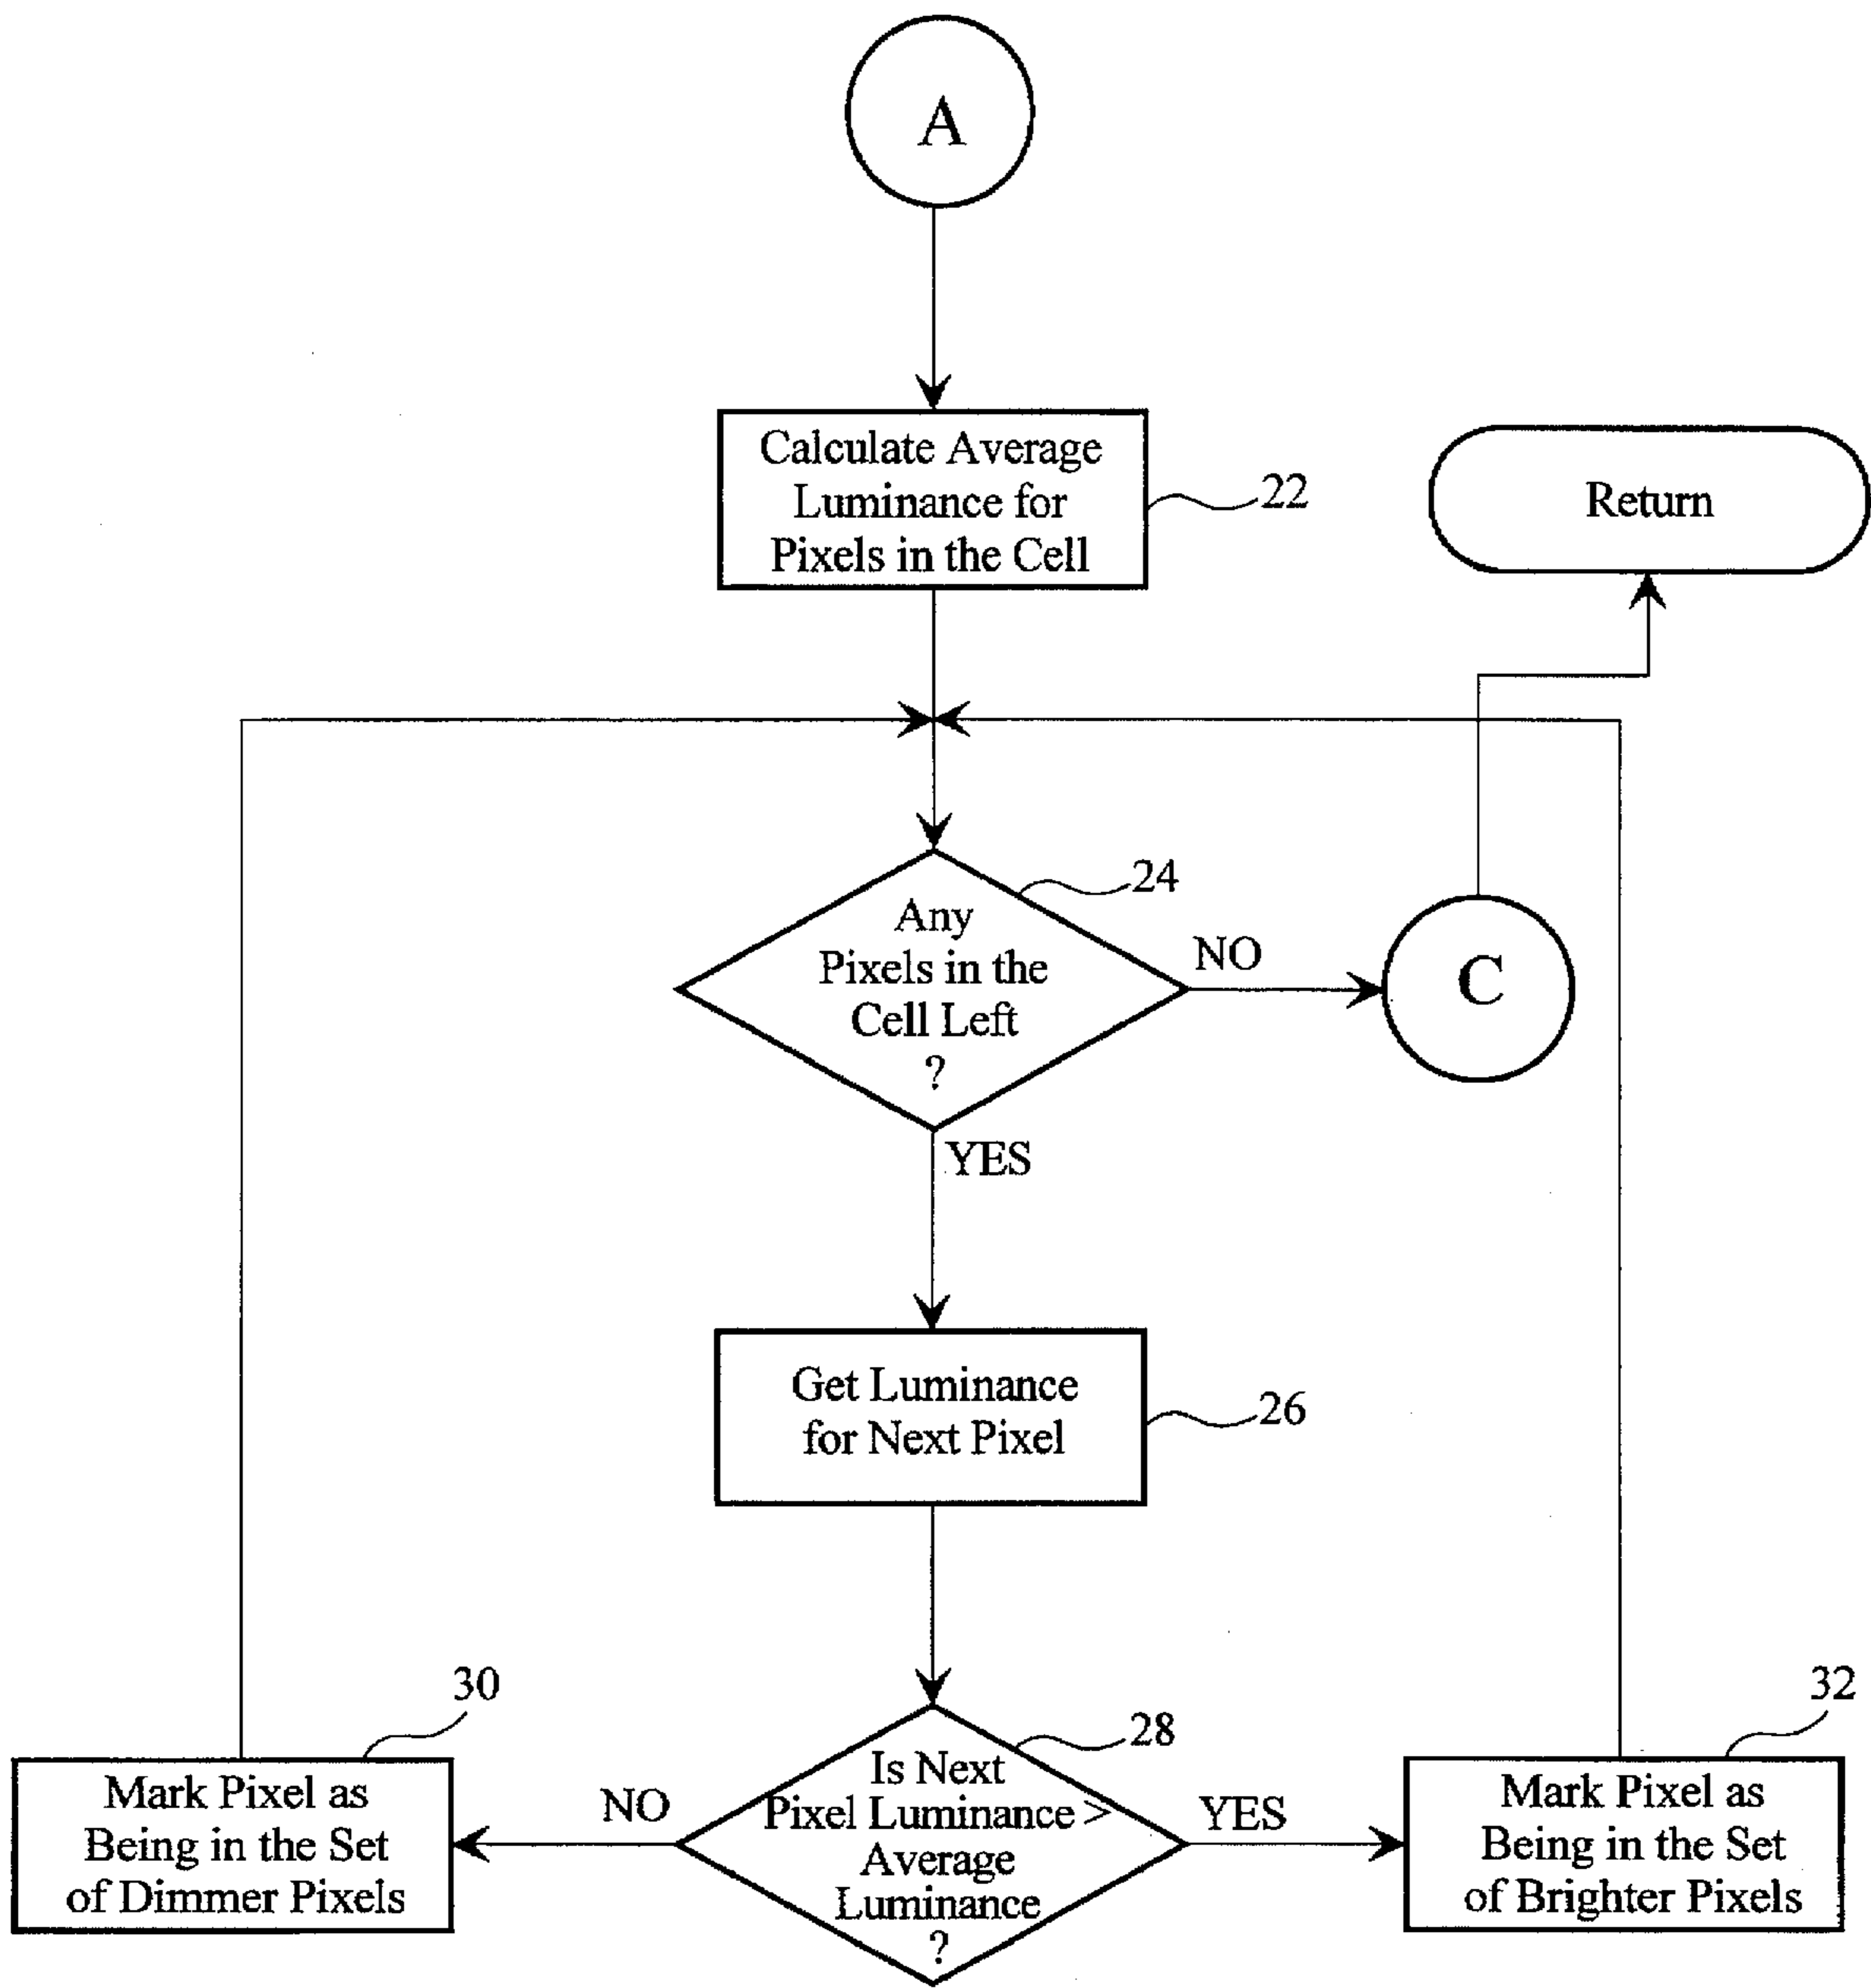 A
Calculate Average
Luminance for
Pixels in the Cell
22
Return
24
Any
Pixels in the
Cell Left
?
NO
C
YES
Get Luminance
for Next Pixel
26
30
Mark Pixel as
Being in the Set
of Dimmer Pixels
NO
28
Is Next
Pixel Luminance >
Average
Luminance
?
YES
32
Mark Pixel as
Being in the Set
of Brighter Pixels